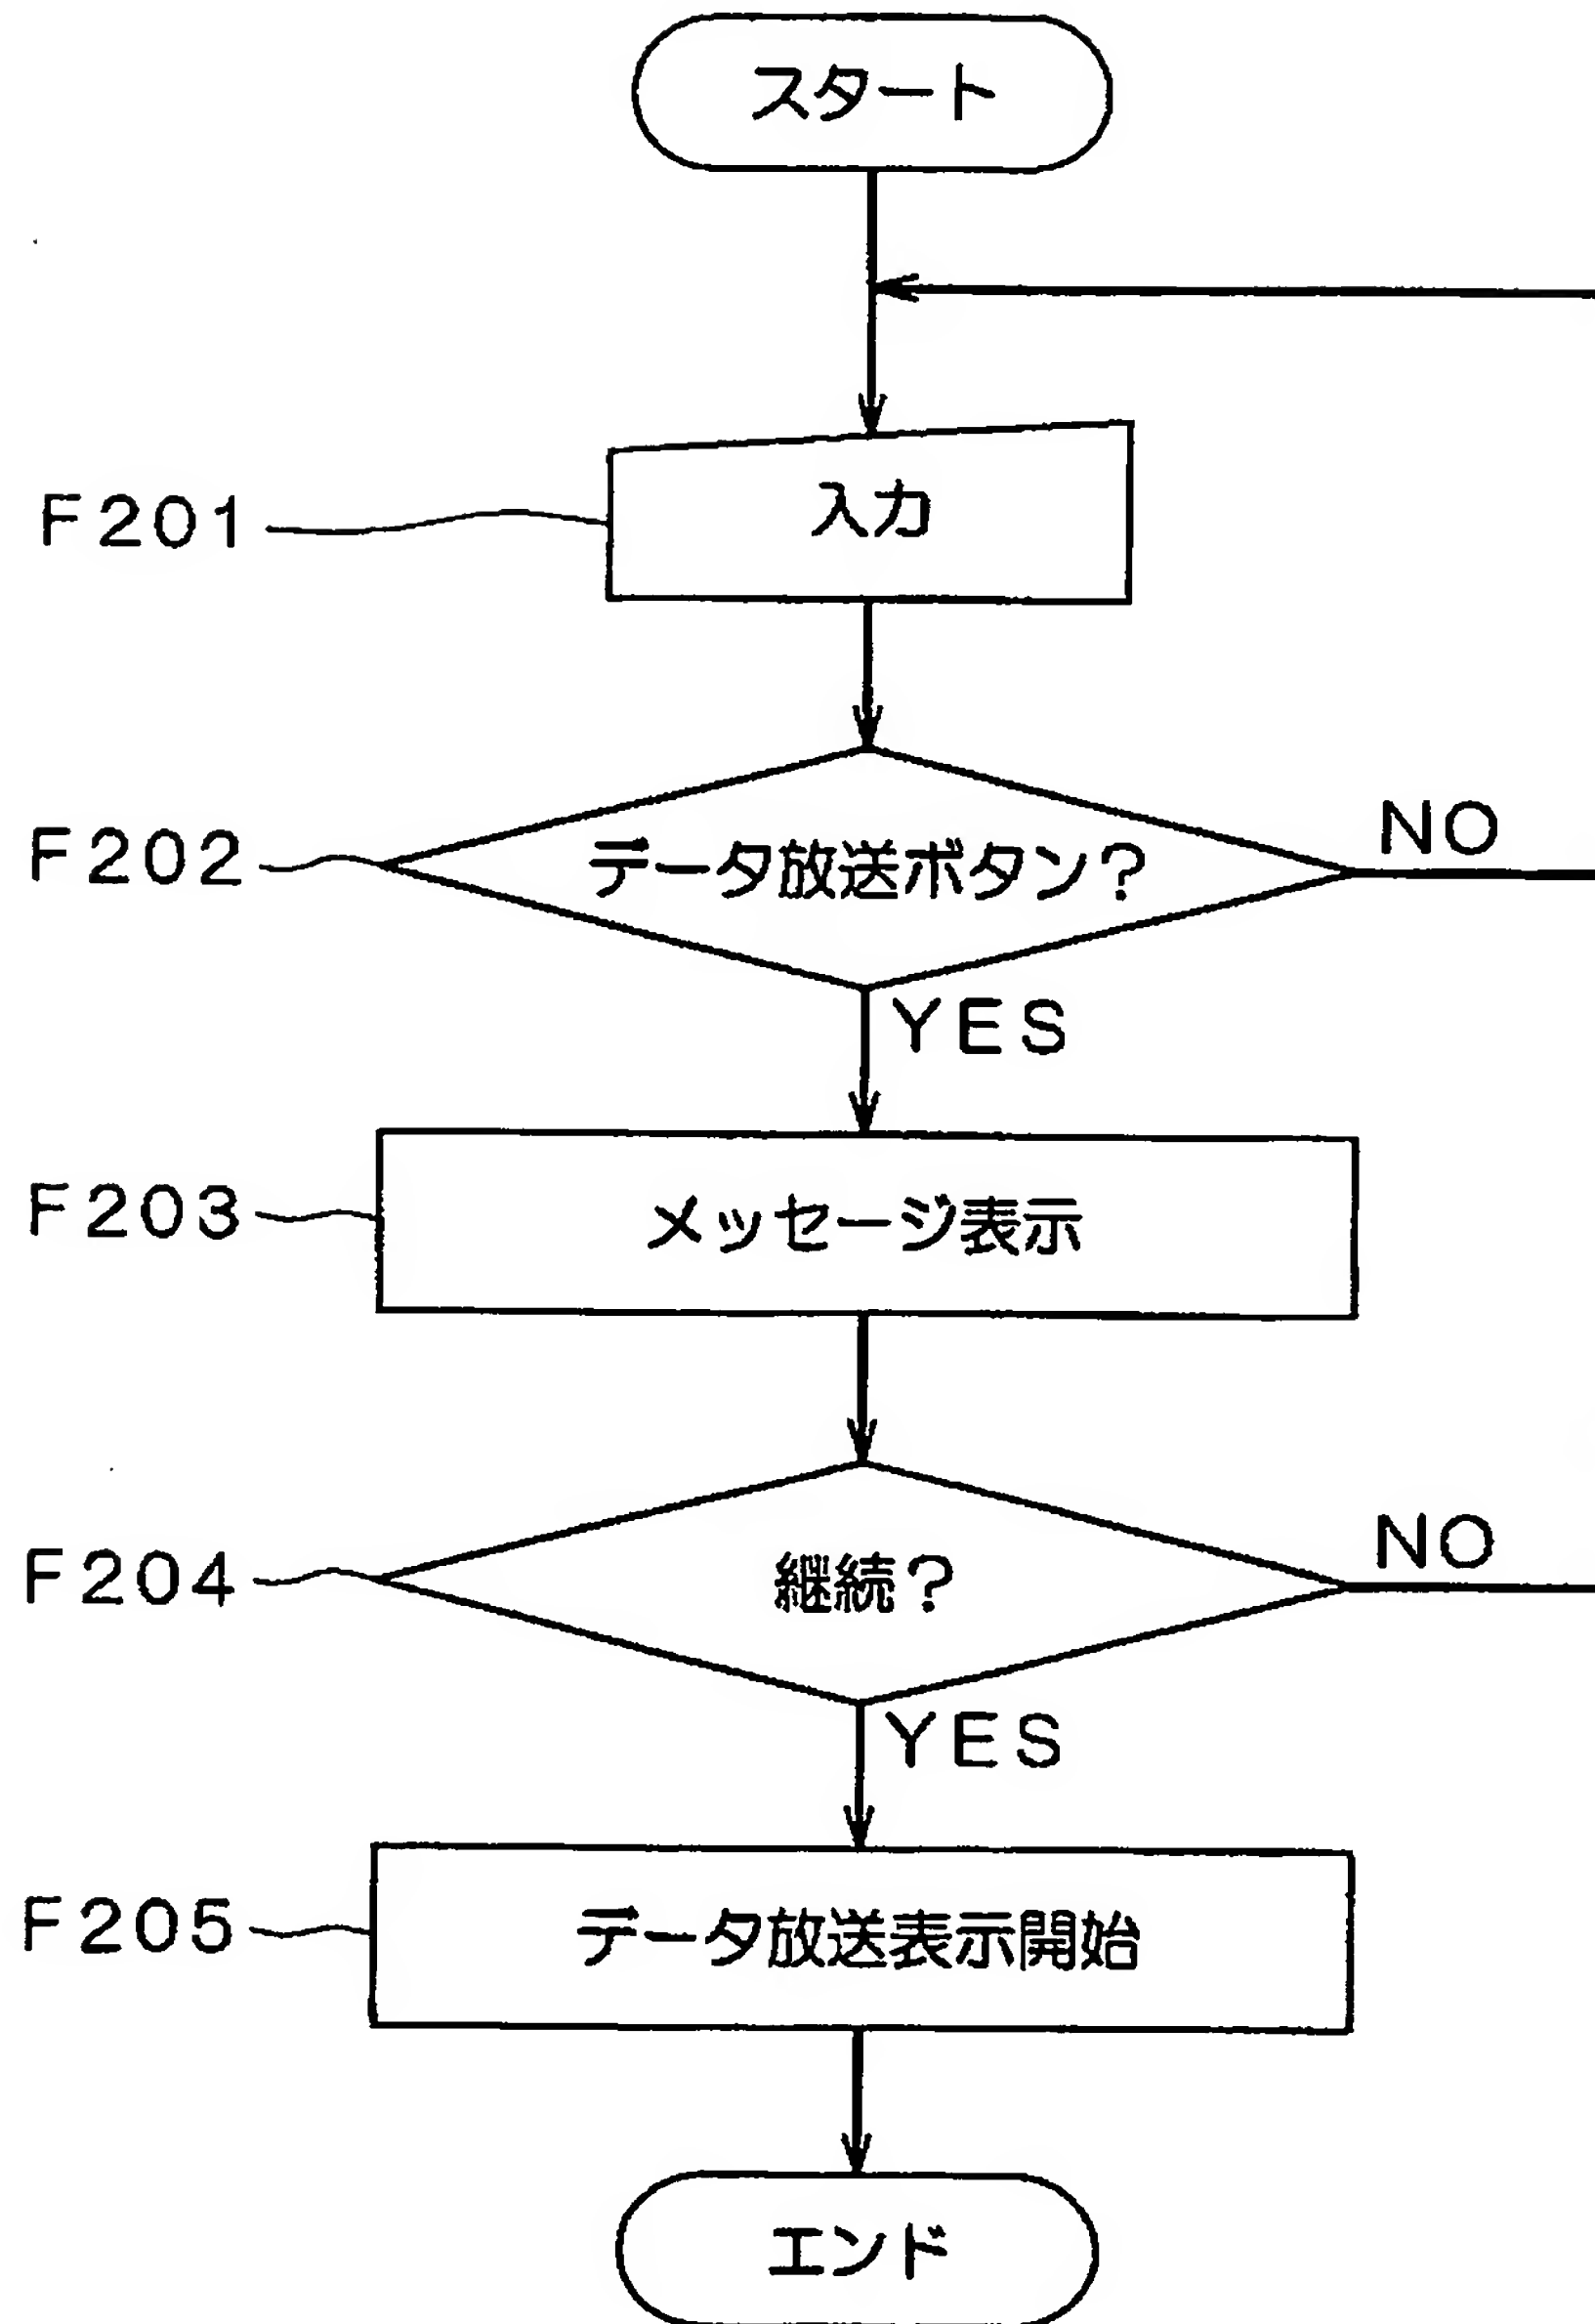 スタート
F201
入力
F202
データ放送ボタン?
NO
YES
F203
メッセージ表示
F204
継続?
NO
YES
F205
データ放送表示開始
エンド